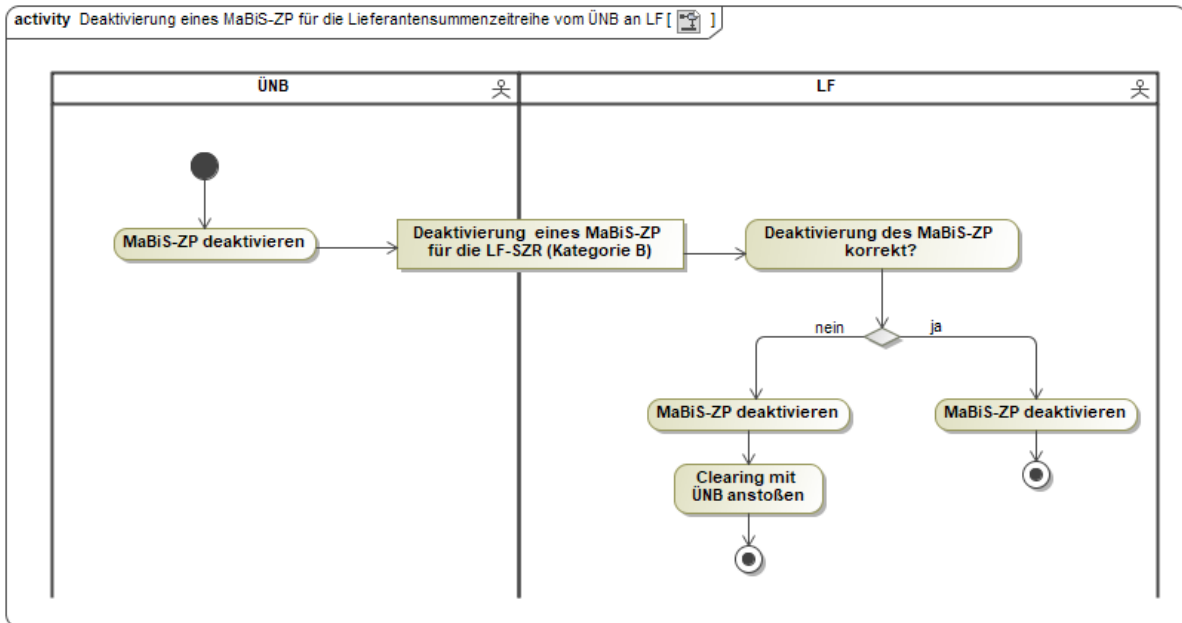 activity Deaktivierung eines MaBiS-ZP für die Lieferantensummenzeitreihe vom ÜNB an LF [ ]
ÜNB
LF
MaBiS-ZP deaktivieren
Deaktivierung eines MaBiS-ZP
für die LF-SZR (Kategorie B)
Deaktivierung des MaBiS-ZP
korrekt?
nein
ja
MaBiS-ZP deaktivieren
MaBiS-ZP deaktivieren
Clearing mit
ÜNB anstoßen